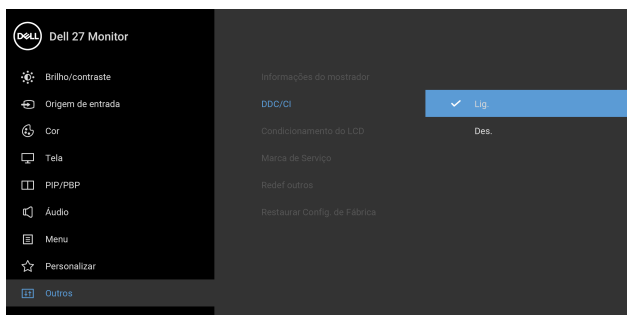 DELL Dell 27 Monitor
Brilho/contraste
Origem de entrada
Cor
Tela
PIP/PBP
Áudio
Menu
Personalizar
Outros
Informações do mostrador
DDC/CI
Condicionamento do LCD
Marca de Serviço
Redef outros
Restaurar Config. de Fábrica
Lig.
Des.